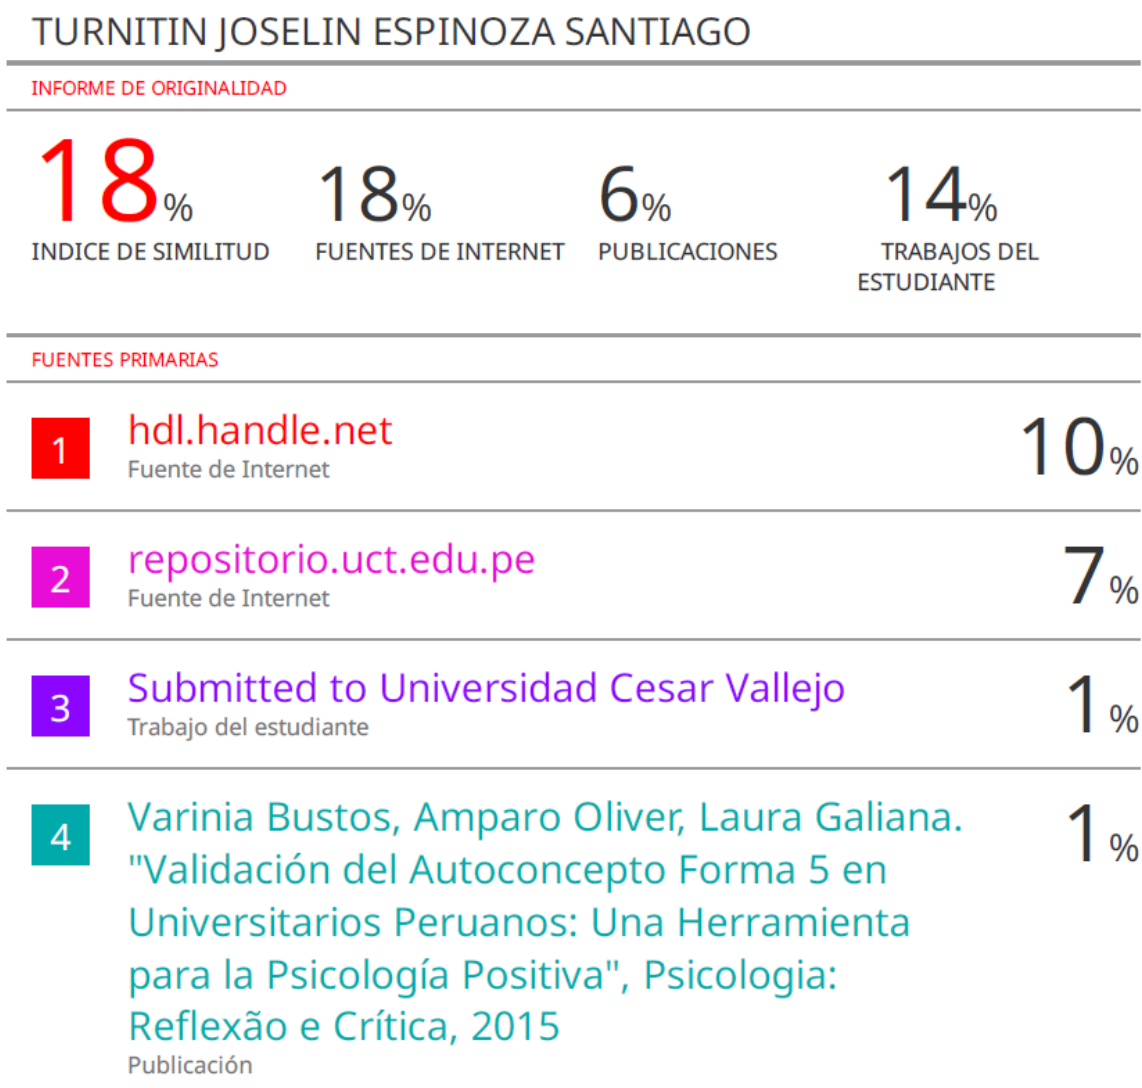 TURNITIN JOSELIN ESPINOZA SANTIAGO
INFORME DE ORIGINALIDAD
18%
INDICE DE SIMILITUD
18%
FUENTES DE INTERNET
6%
PUBLICACIONES
14%
TRABAJOS DEL
ESTUDIANTE
FUENTES PRIMARIAS
1
hdl.handle.net
Fuente de Internet
10%
2
repositorio.uct.edu.pe
Fuente de Internet
7%
3
Submitted to Universidad Cesar Vallejo
Trabajo del estudiante
1%
4
Varinia Bustos, Amparo Oliver, Laura Galiana.
"Validación del Autoconcepto Forma 5 en
Universitarios Peruanos: Una Herramienta
para la Psicología Positiva", Psicologia:
Reflexão e Crítica, 2015
Publicación
1%